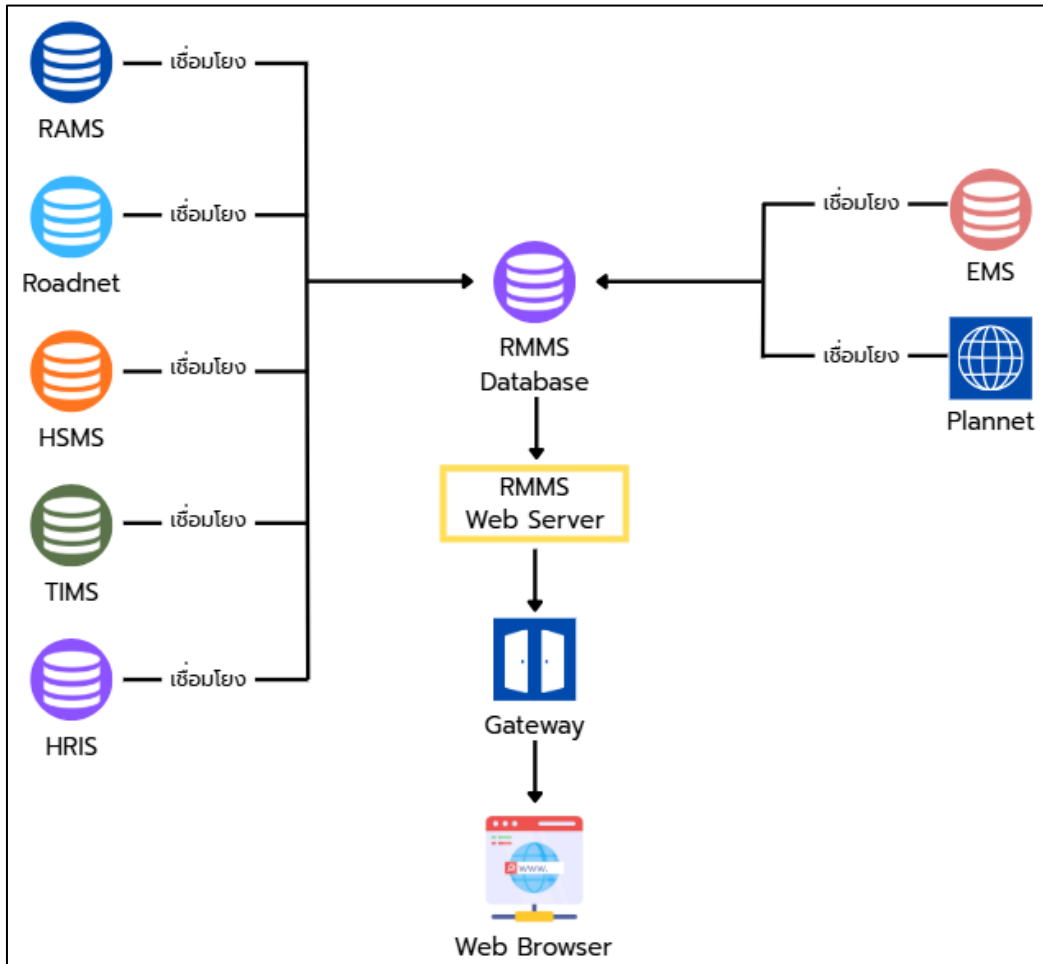 RAMS
เชื่อมโยง
Roadnet
เชื่อมโยง
HSMS
เชื่อมโยง
TIMS
เชื่อมโยง
HRIS
เชื่อมโยง
RMMS
Database
RMMS
Web Server
Gateway
www.
Web Browser
เชื่อมโยง
EMS
เชื่อมโยง
Plannet